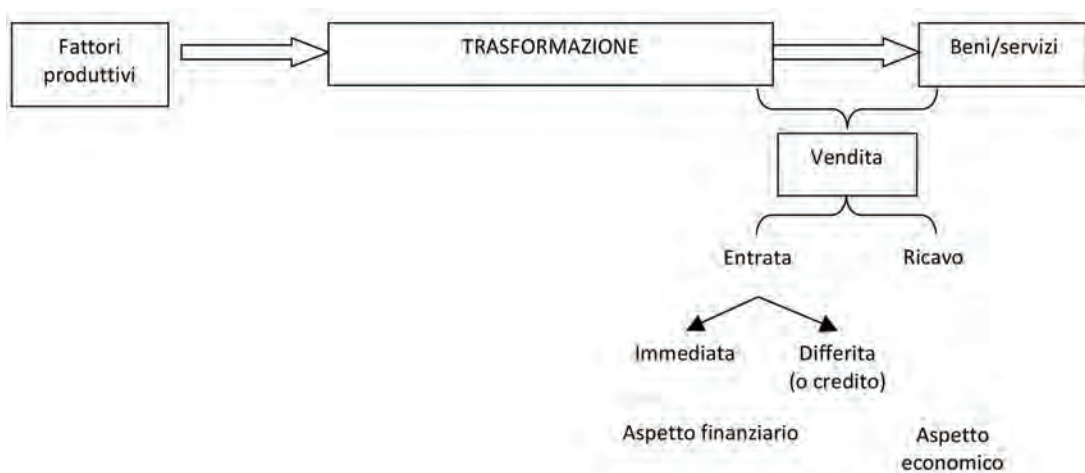 Fattori
produttivi
TRASFORMAZIONE
Beni/servizi
Vendita
Entrata
Ricavo
Immediata
Differita
(o credito)
Aspetto finanziario
Aspetto
economico